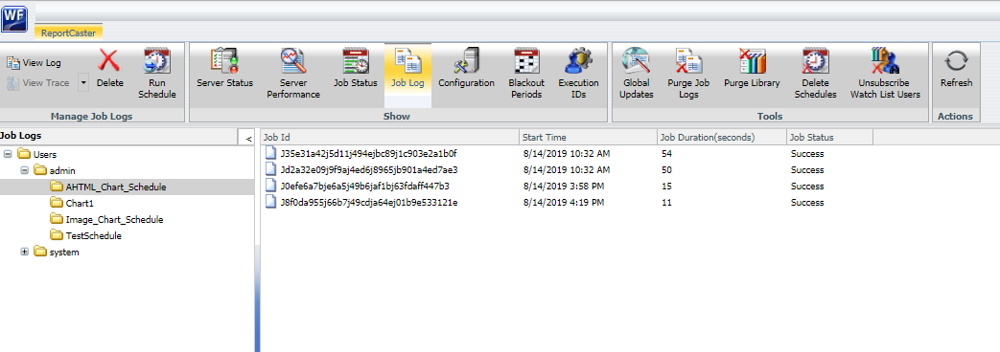 WF
ReportCaster
View Log
View Trace
Delete
Run Schedule
Manage Job Logs
Server Status
Server Performance
Job Status
Job Log
Configuration
Blackout Periods
Execution IDs
Show
Global Updates
Purge Job Logs
Purge Library
Delete Schedules
Unsubscribe Watch List Users
Tools
Refresh
Actions
Job Logs <
Users
admin
AHTML_Chart_Schedule
Chart1
Image_Chart_Schedule
TestSchedule
system
Job Id Start Time Job Duration(seconds) Job Status
J35e31a42j5d11j494ejbc89j1c903e2a1b0f 8/14/2019 10:32 AM 54 Success
Jd2a32e09j9f9aj4ed6j8965jb901a4ed7ae3 8/14/2019 10:32 AM 50 Success
J0efe6a7bje6a5j49b6jaf1bj63fdaff447b3 8/14/2019 3:58 PM 15 Success
J8f0da955j66b7j49cdja64ej01b9e533121e 8/14/2019 4:19 PM 11 Success